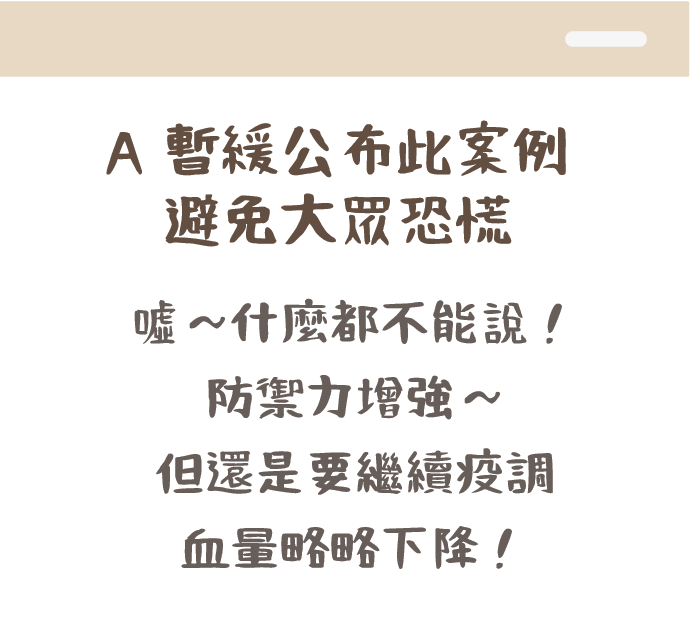 A 暫緩公布此案例
避免大眾恐慌
噓～什麼都不能說！
防禦力增強～
但還是要繼續疫調
血量略略下降！